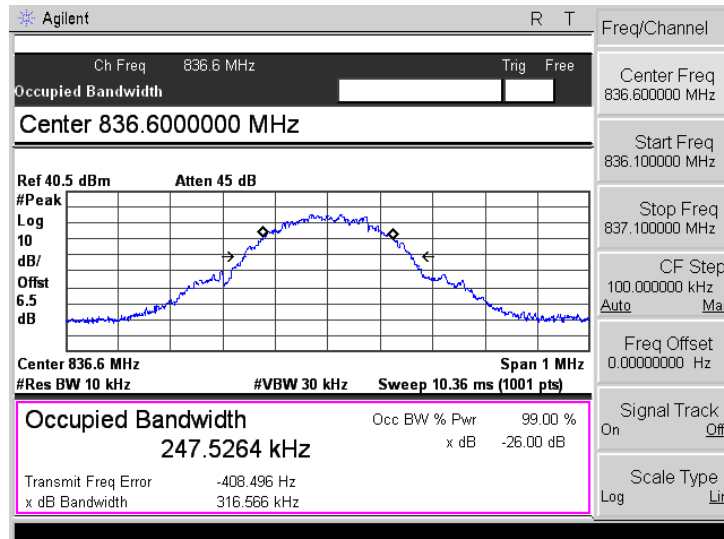 Agilent R T
Ch Freq 836.6 MHz Trig Free
Occupied Bandwidth
Center 836.6000000 MHz
Ref 40.5 dBm Atten 45 dB
#Peak
Log
10
dB/
Offst
6.5
dB
Center 836.6 MHz Span 1 MHz
#Res BW 10 kHz #VBW 30 kHz Sweep 10.36 ms (1001 pts)
Occupied Bandwidth Occ BW % Pwr 99.00 %
247.5264 kHz x dB -26.00 dB
Transmit Freq Error -408.496 Hz
x dB Bandwidth 316.566 kHz
Freq/Channel
Center Freq
836.600000 MHz
Start Freq
836.100000 MHz
Stop Freq
837.100000 MHz
CF Step
100.000000 kHz
Auto Ma
Freq Offset
0.00000000 Hz
Signal Track
On Off
Scale Type
Log Lin